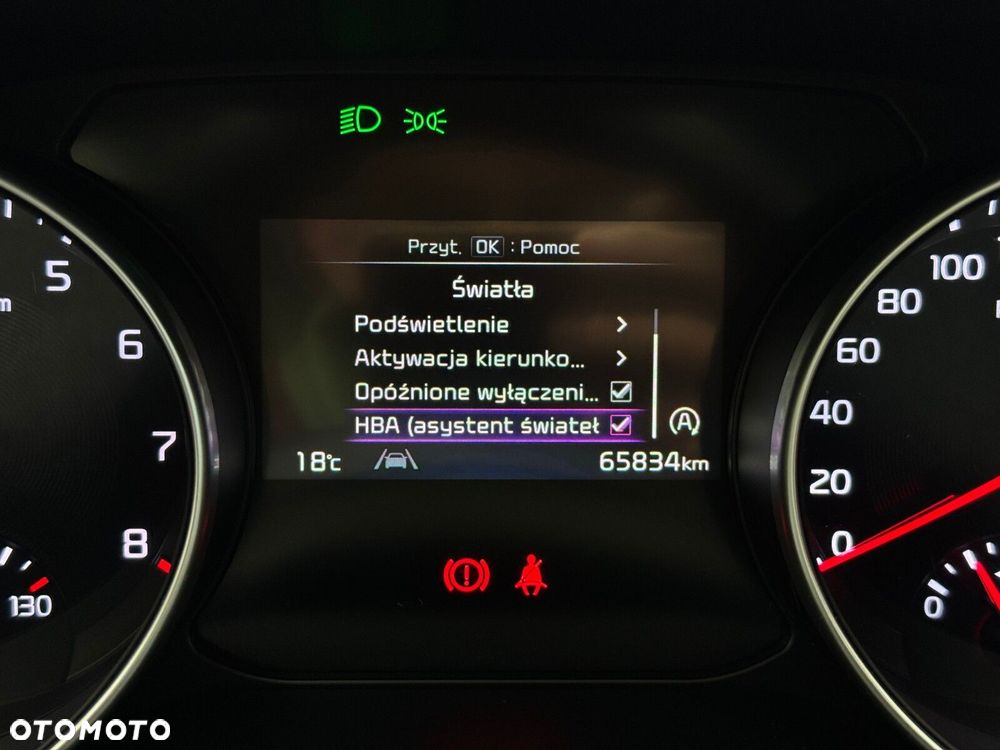 Przyt. OK : Pomoc
Światła
Podświetlenie >
Aktywacja kierunko... >
Opóźnione wyłączeni...
HBA (asystent świateł
A
18°C
65834km
5
6
7
8
130
100
80
60
40
20
0
0
OTOMOTO